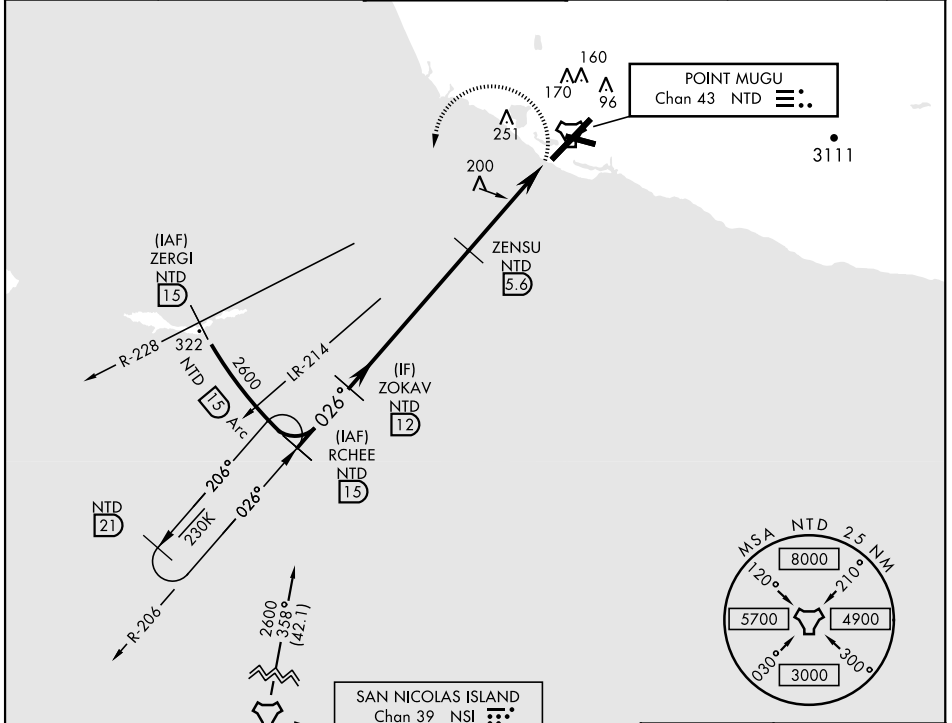 160
170
96
POINT MUGU
Chan 43 NTD
251
3111
200
(IAF)
ZERGI
NTD
15
ZENSU
NTD
5.6
R-228
322
2600
LR-214
NTD 15 Arc
026°
(IF)
ZOKAV
NTD
12
(IAF)
RCHEE
NTD
15
206°
026°
230K
NTD
21
R-206
MSA NTD 25 NM
8000
120°
210°
5700
4900
030°
300°
3000
2600
358°
(42.1)
SAN NICOLAS ISLAND
Chan 39 NSI